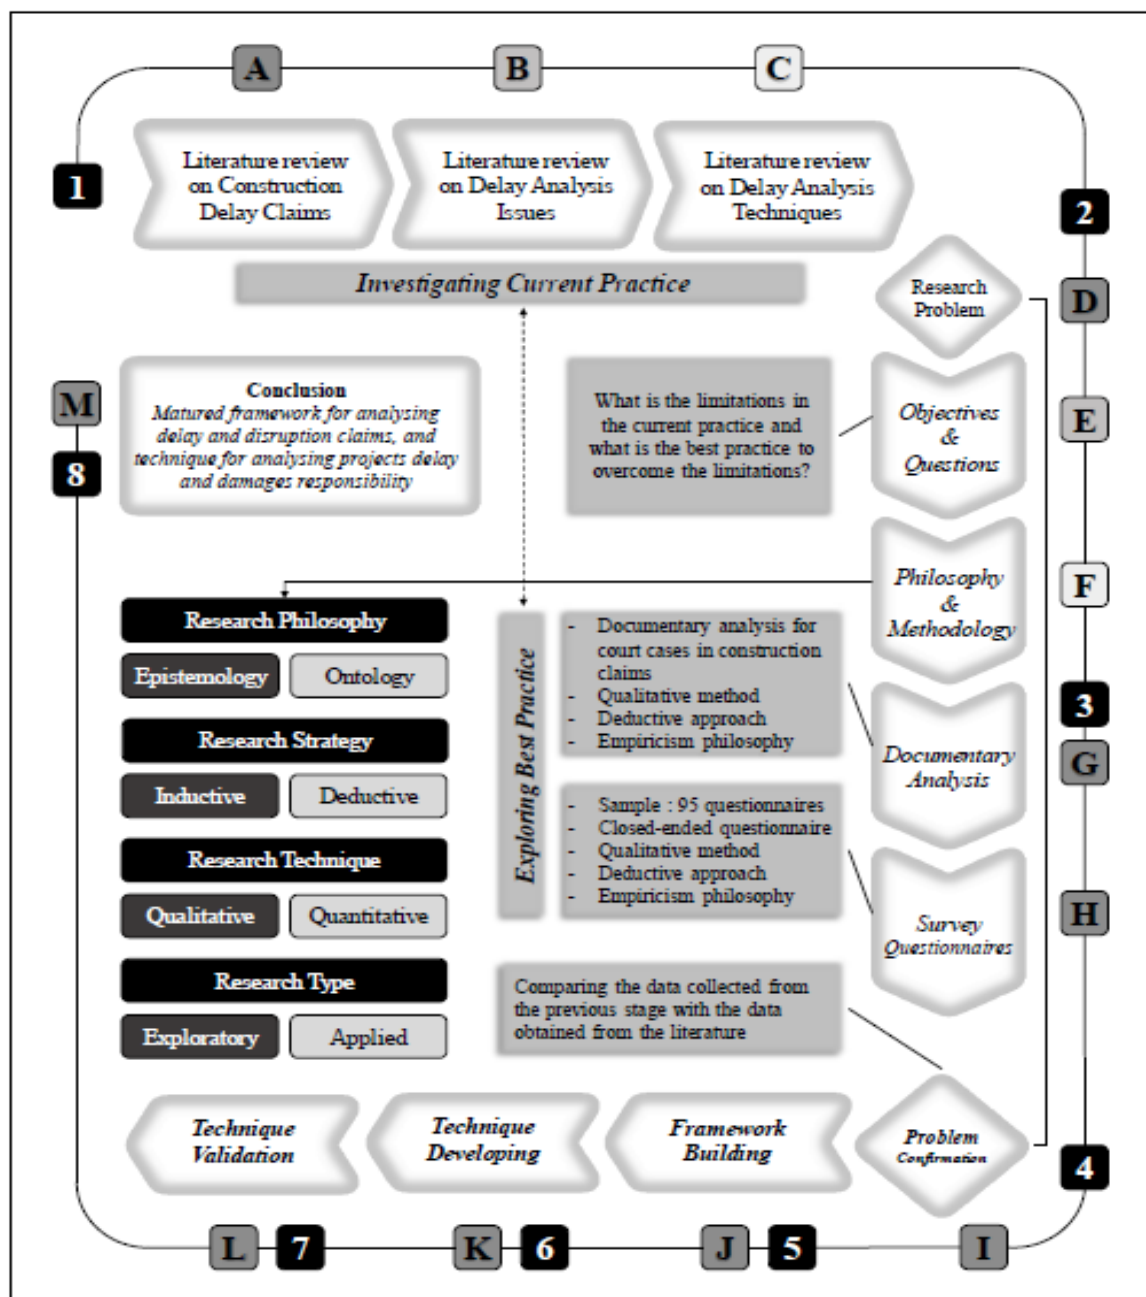 A
B
C
1
Literature review
on Construction
Delay Claims
Literature review
on Delay Analysis
Issues
Literature review
on Delay Analysis
Techniques
2
Investigating Current Practice
Research
Problem
D
M
8
Conclusion
Matured framework for analysing
delay and disruption claims, and
technique for analysing projects delay
and damages responsibility
What is the limitations in
the current practice and
what is the best practice to
overcome the limitations?
Objectives
&
Questions
E
Philosophy
&
Methodology
F
Research Philosophy
Epistemology
Ontology
Research Strategy
Inductive
Deductive
Research Technique
Qualitative
Quantitative
Research Type
Exploratory
Applied
Exploring Best Practice
- Documentary analysis for
court cases in construction
claims
- Qualitative method
- Deductive approach
- Empiricism philosophy
3
G
Documentary
Analysis
- Sample : 95 questionnaires
- Closed-ended questionnaire
- Qualitative method
- Deductive approach
- Empiricism philosophy
H
Survey
Questionnaires
Comparing the data collected from
the previous stage with the data
obtained from the literature
Technique
Validation
Technique
Developing
Framework
Building
Problem
Confirmation
4
L
7
K
6
J
5
I